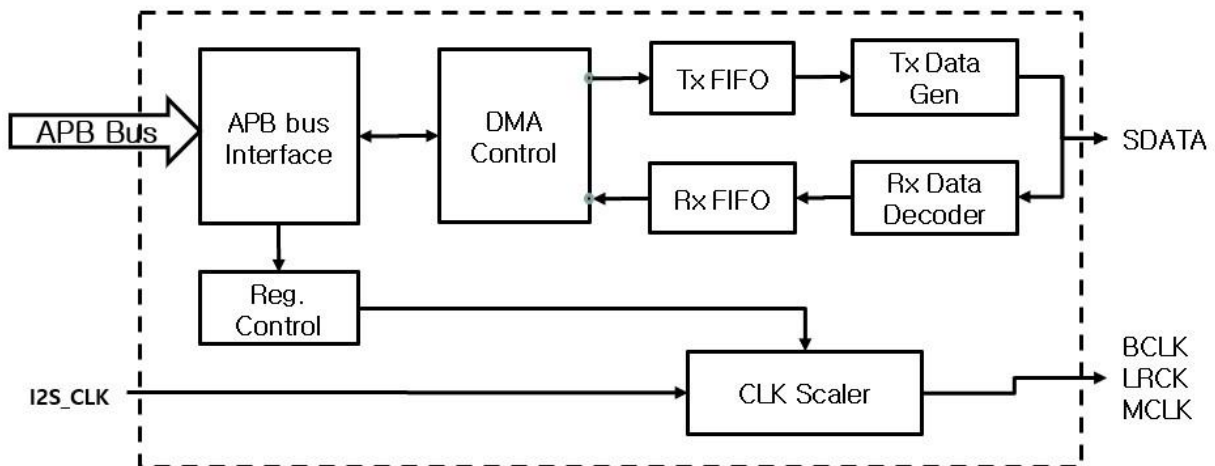 APB Bus
APB bus
Interface
DMA
Control
Tx FIFO
Tx Data
Gen
SDATA
Rx FIFO
Rx Data
Decoder
Reg.
Control
I2S_CLK
CLK Scaler
BCLK
LRCK
MCLK